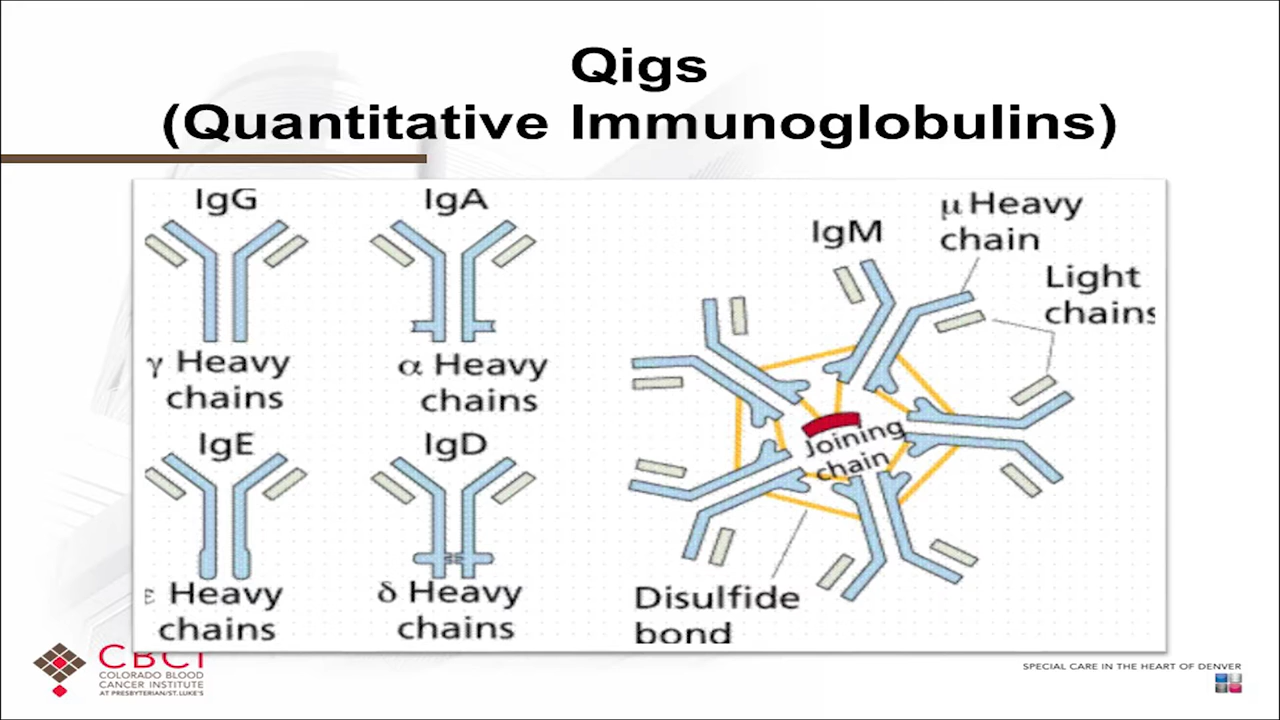 Qigs
(Quantitative Immunoglobulins)
IgG
γ Heavy
chains
IgA
α Heavy
chains
IgE
ε Heavy
chains
IgD
δ Heavy
chains
IgM
μ Heavy
chain
Light
chains
Joining
chain
Disulfide
bond
CBCI
COLORADO BLOOD
CANCER INSTITUTE
AT PRESBYTERIAN/ST. LUKE'S
SPECIAL CARE IN THE HEART OF DENVER